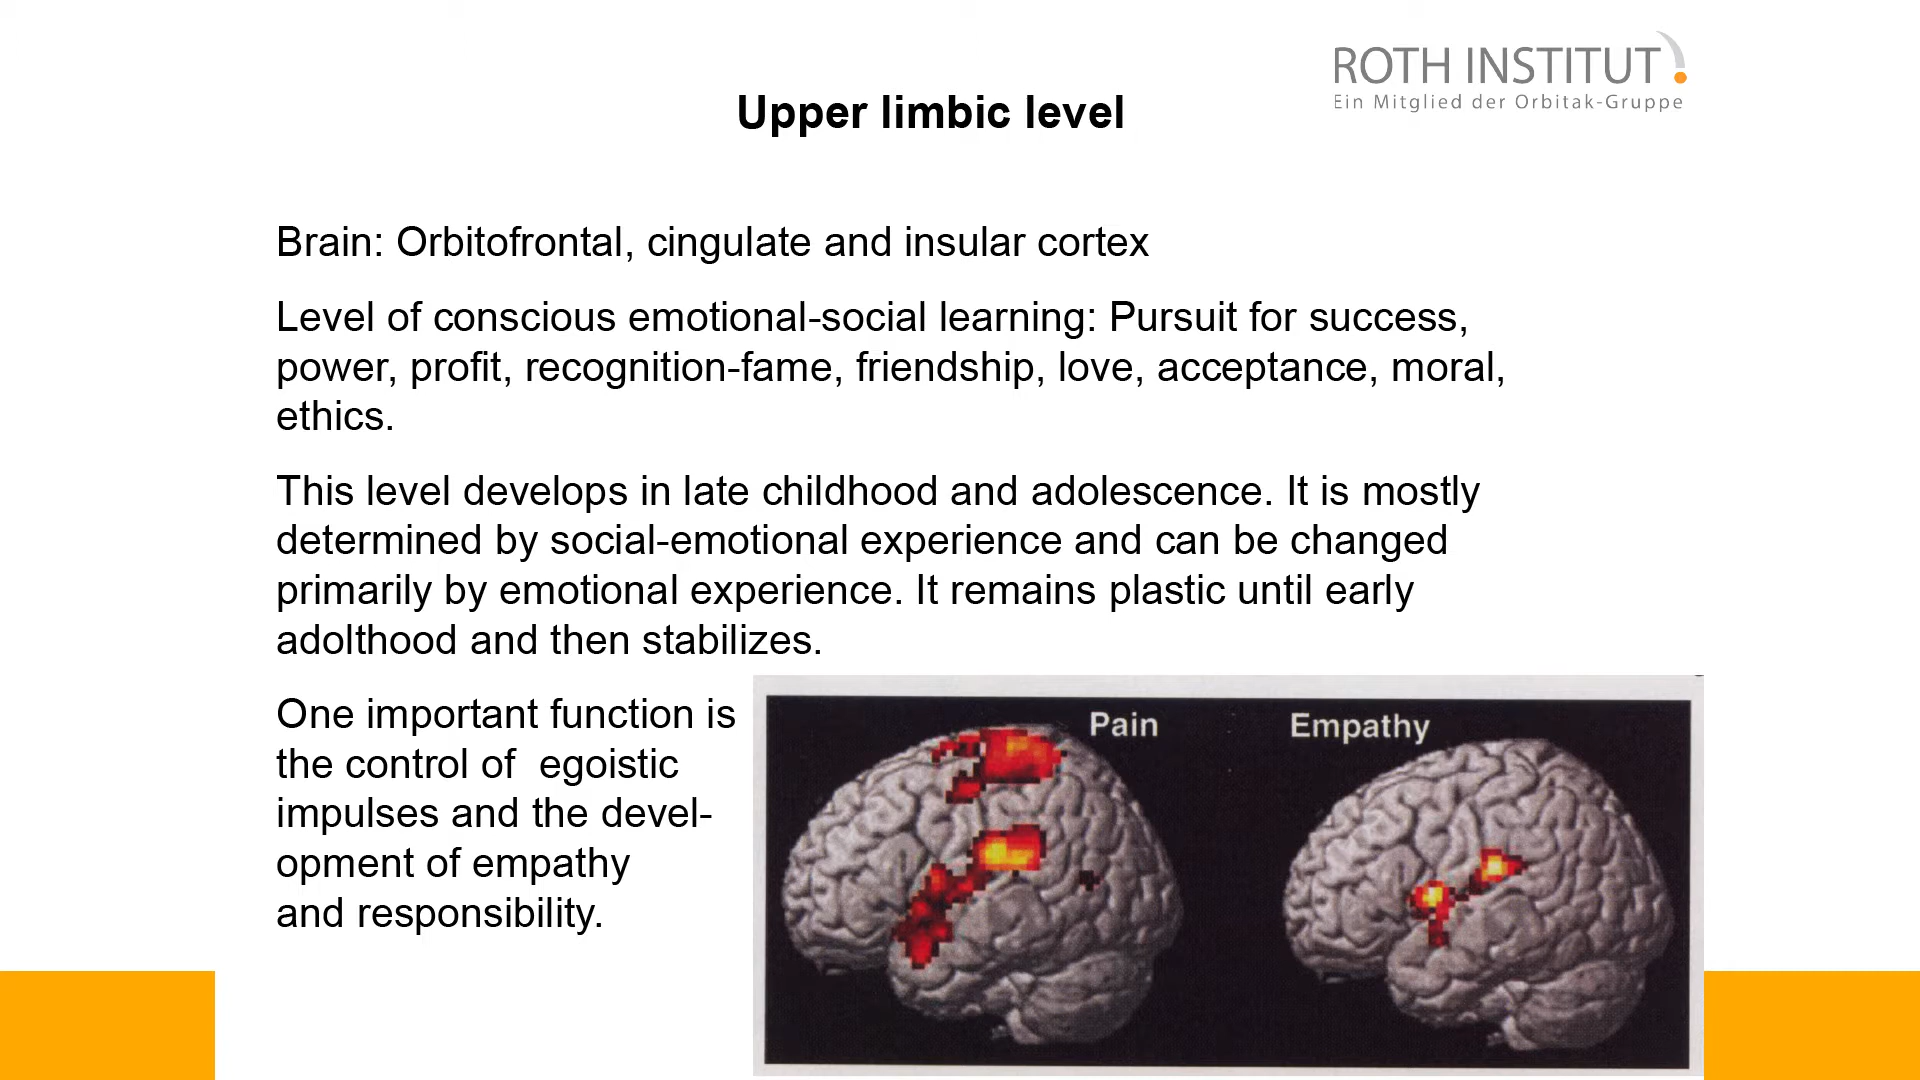 ROTH INSTITUT
Ein Mitglied der Orbitak-Gruppe
Upper limbic level
Brain: Orbitofrontal, cingulate and insular cortex
Level of conscious emotional-social learning: Pursuit for success,
power, profit, recognition-fame, friendship, love, acceptance, moral,
ethics.
This level develops in late childhood and adolescence. It is mostly
determined by social-emotional experience and can be changed
primarily by emotional experience. It remains plastic until early
adolthood and then stabilizes.
One important function is
the control of  egoistic
impulses and the devel-
opment of empathy
and responsibility.
Pain
Empathy